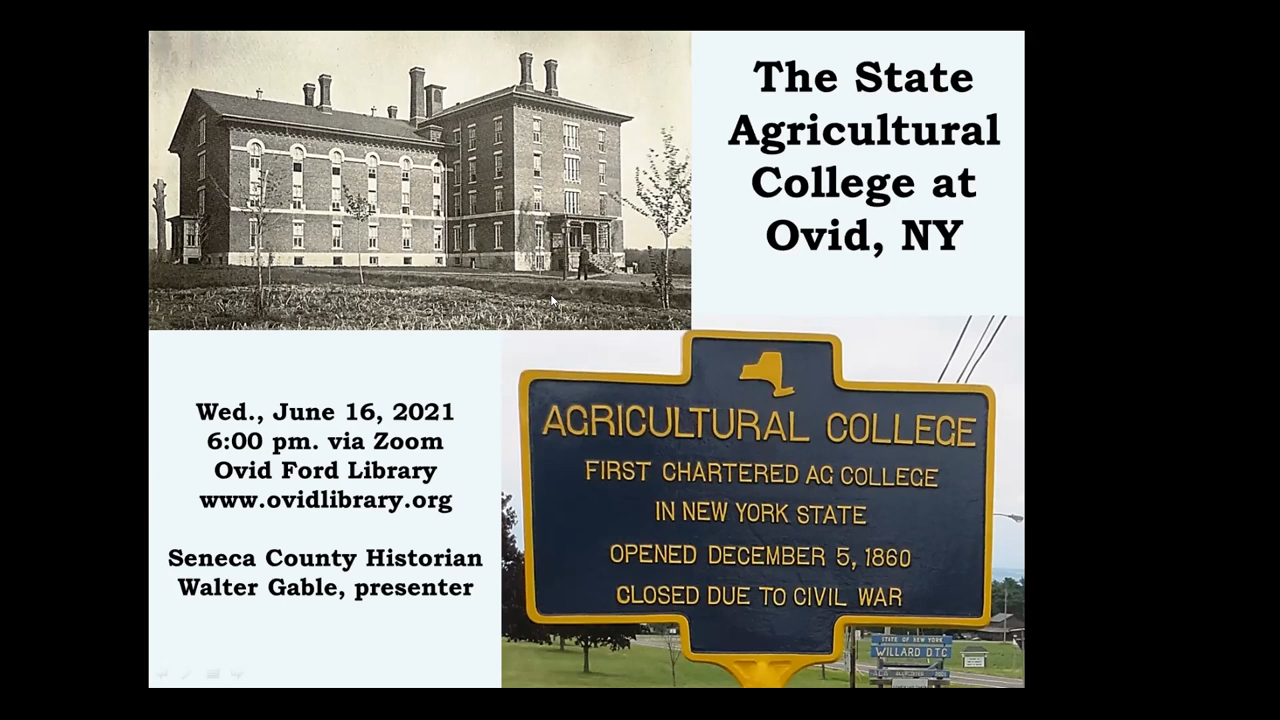 The State
Agricultural
College at
Ovid, NY
Wed., June 16, 2021
6:00 pm. via Zoom
Ovid Ford Library
www.ovidlibrary.org
Seneca County Historian
Walter Gable, presenter
AGRICULTURAL COLLEGE
FIRST CHARTERED AG COLLEGE
IN NEW YORK STATE
OPENED DECEMBER 5, 1860
CLOSED DUE TO CIVIL WAR
STATE OF NEW YORK
WILLARD DTC